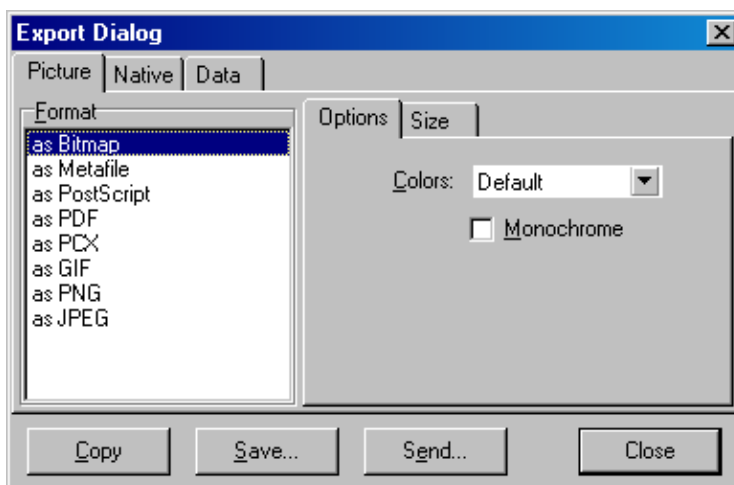 Export Dialog
Picture Native Data
Format
as Bitmap
as Metafile
as PostScript
as PDF
as PCX
as GIF
as PNG
as JPEG
Options Size
Colors: Default
Monochrome
Copy Save... Send... Close